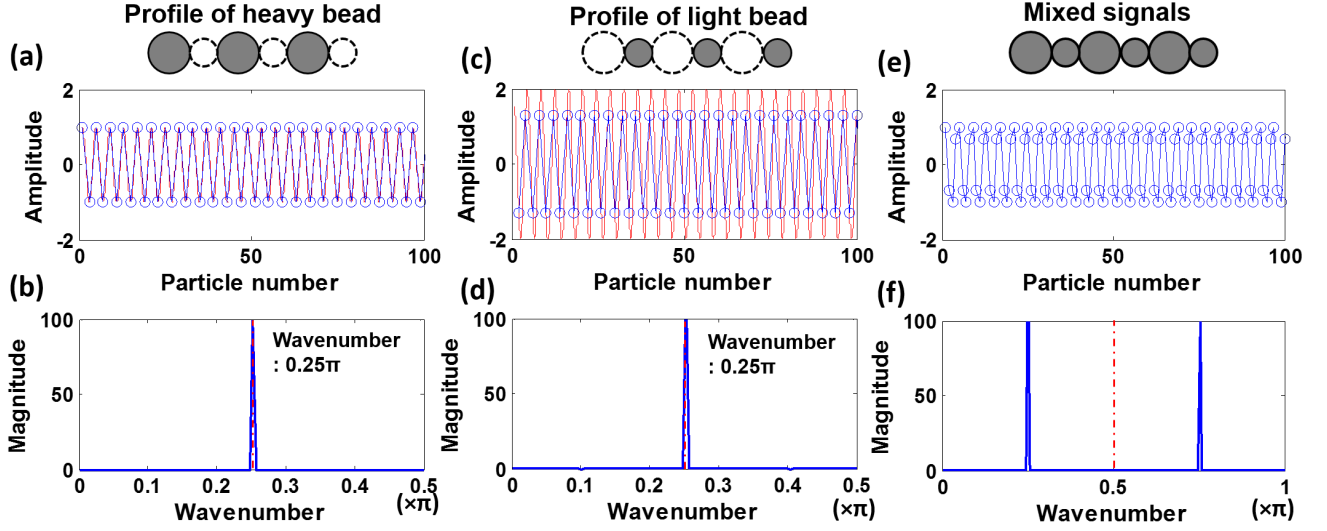 Profile of heavy bead
(a)
2
0
-2
Amplitude
0
50
100
Particle number
(b)
100
50
0
Magnitude
Wavenumber
: 0.25π
0
0.1
0.2
0.3
0.4
0.5
(×π)
Wavenumber
Profile of light bead
(c)
2
0
-2
Amplitude
0
50
100
Particle number
(d)
100
50
0
Magnitude
Wavenumber
: 0.25π
0
0.1
0.2
0.3
0.4
0.5
(×π)
Wavenumber
Mixed signals
(e)
2
0
-2
Amplitude
0
50
100
Particle number
(f)
100
50
0
Magnitude
0
0.5
1
(×π)
Wavenumber